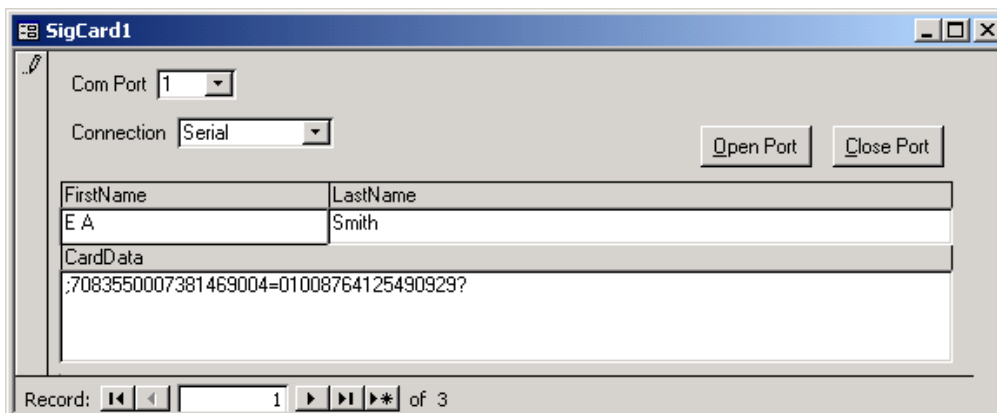 SigCard1
Com Port 1
Connection Serial
Open Port Close Port
FirstName LastName
E A Smith
CardData
;7083550007381469004=01008764125490929?
Record: 1 of 3